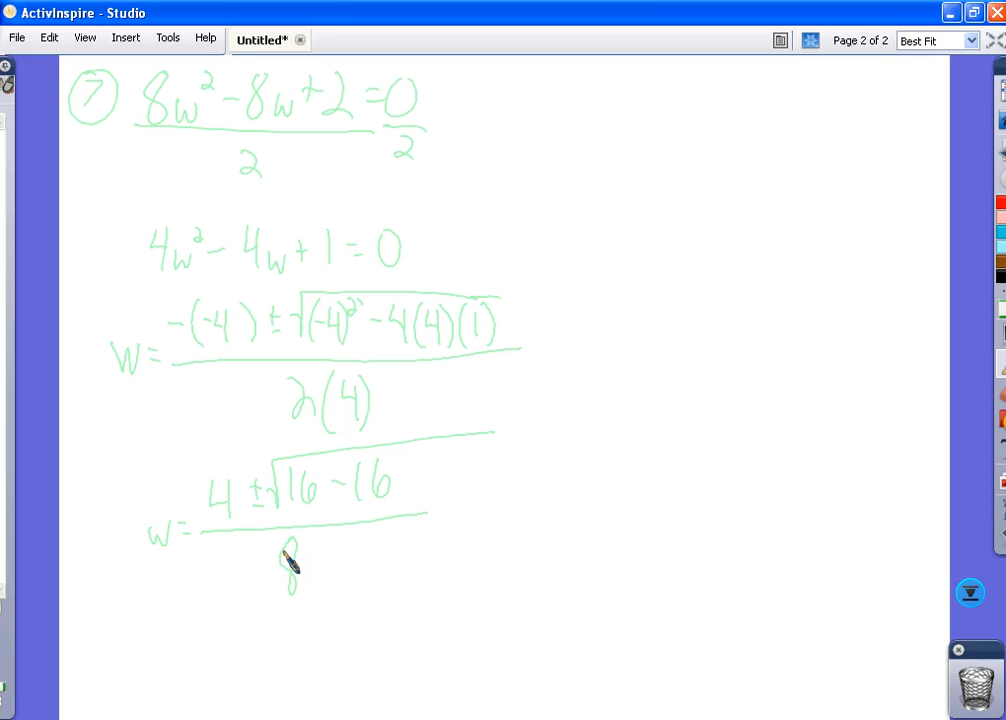 ActivInspire - Studio
File Edit View Insert Tools Help Untitled* Page 2 of 2 Best Fit
7 8w² - 8w + 2 = 0
2 2
4w² - 4w + 1 = 0
-(-4) ± √(-4)² - 4(4)(1)
w =
2(4)
4 ± √16 - 16
w =
8